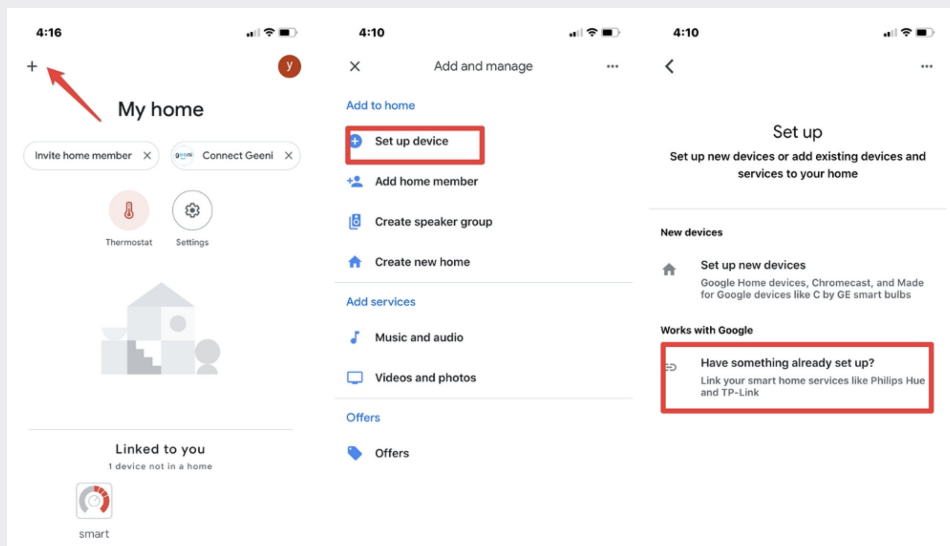 4:16
y
My home
Invite home member
geeni Connect Geeni
Thermostat
Settings
Linked to you
1 device not in a home
smart
4:10
Add and manage
Add to home
Set up device
Add home member
Create speaker group
Create new home
Add services
Music and audio
Videos and photos
Offers
Offers
4:10
Set up
Set up new devices or add existing devices and
services to your home
New devices
Set up new devices
Google Home devices, Chromecast, and Made
for Google devices like C by GE smart bulbs
Works with Google
Have something already set up?
Link your smart home services like Philips Hue
and TP-Link